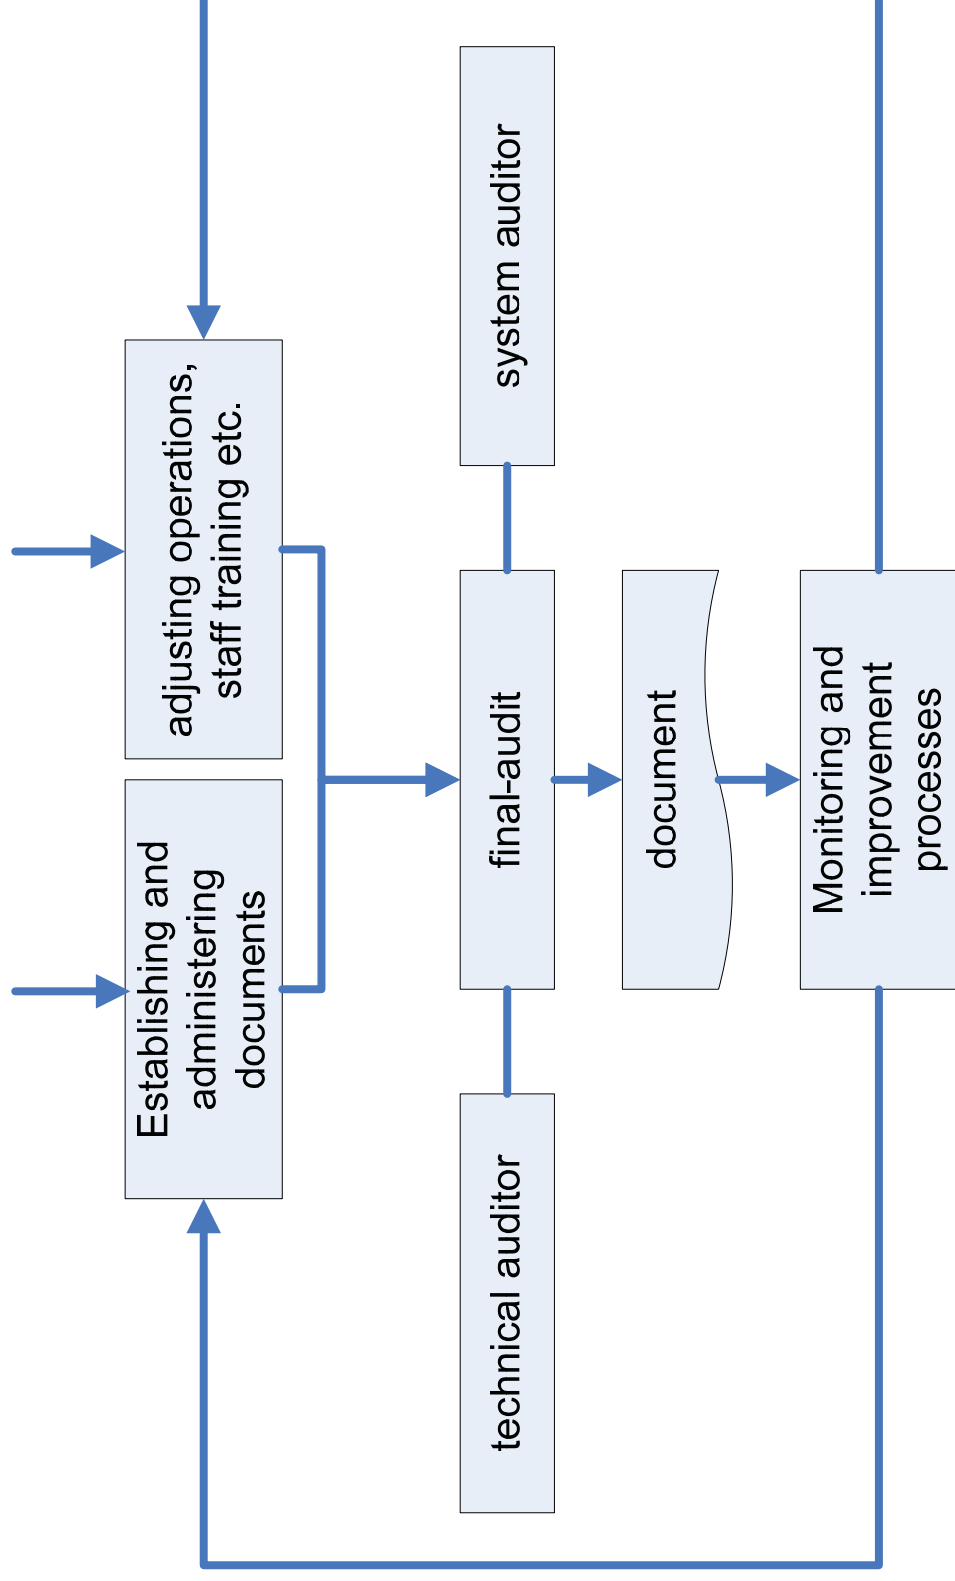 Establishing and
administering
documents
adjusting operations,
staff training etc.
technical auditor
final-audit
system auditor
document
Monitoring and
improvement
processes